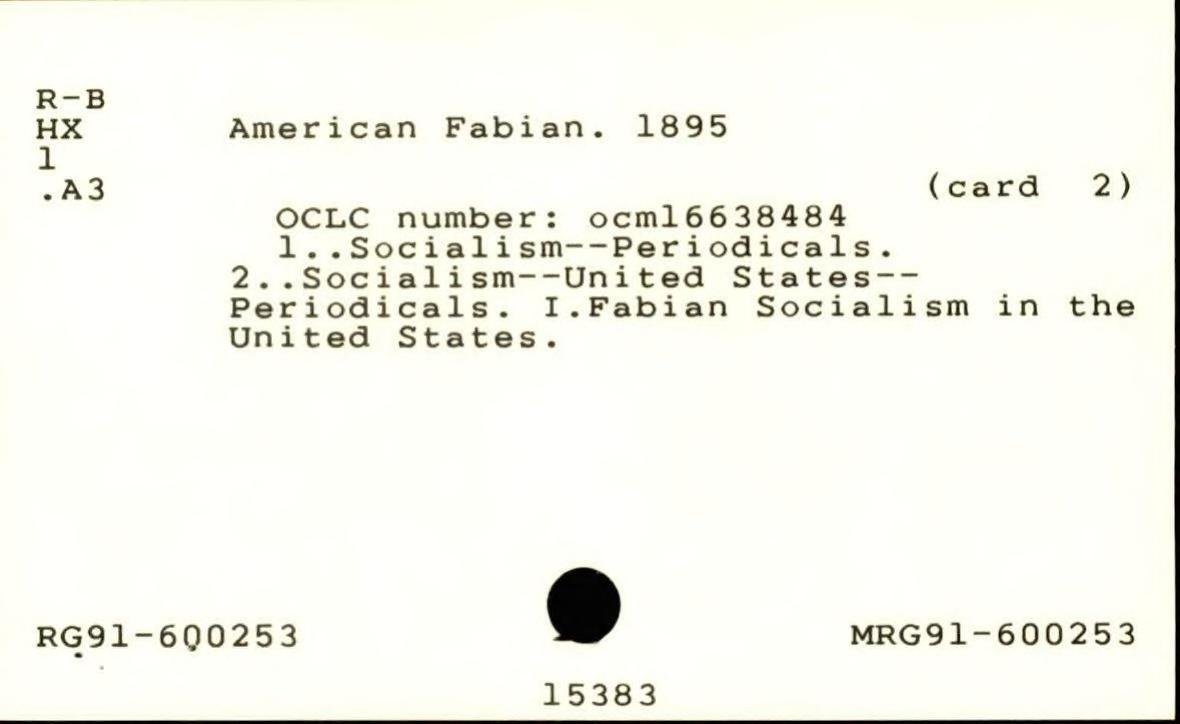 R-B
HX American Fabian. 1895
1
.A3 (card 2)
OCLC number: ocm16638484
1..Socialism--Periodicals.
2..Socialism--United States--
Periodicals. I.Fabian Socialism in the
United States.
RG91-600253 MRG91-600253
15383